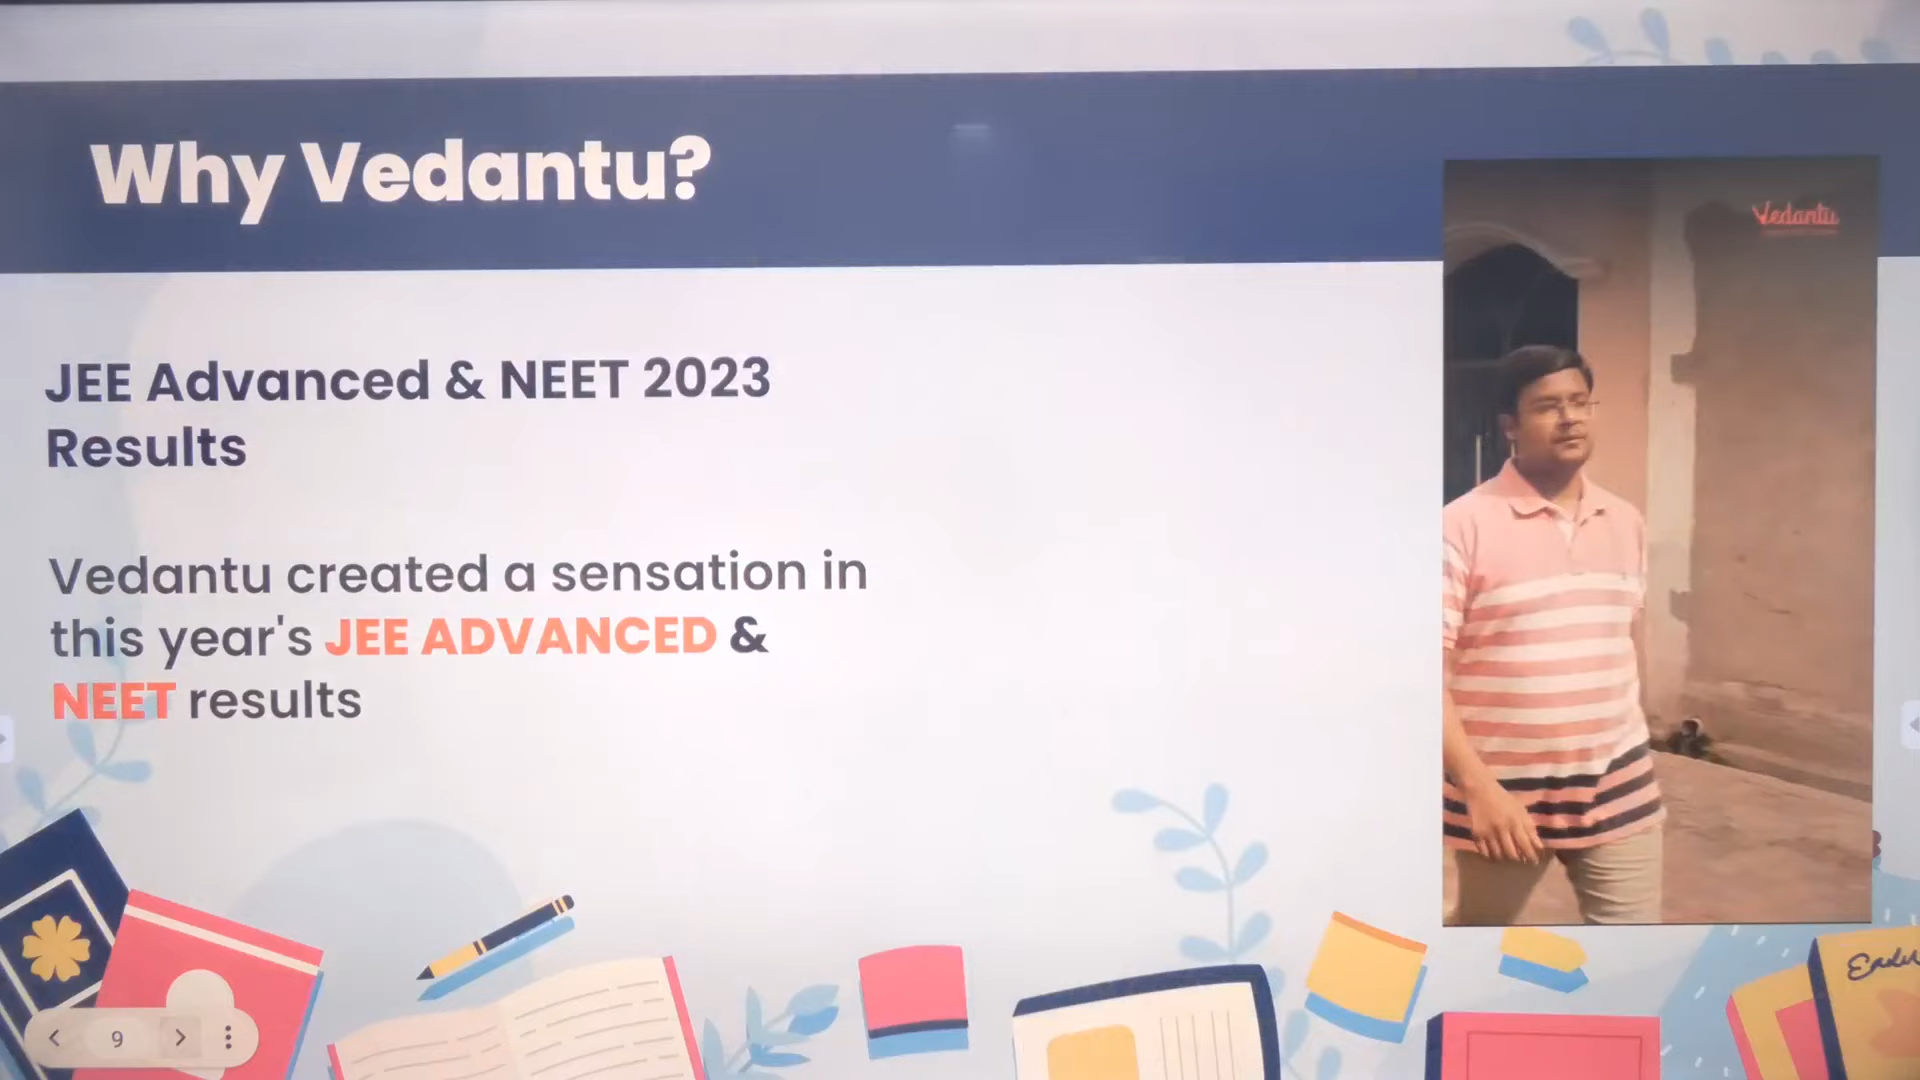 Why Vedantu?
Vedantu
JEE Advanced & NEET 2023
Results
Vedantu created a sensation in
this year's JEE ADVANCED &
NEET results
9